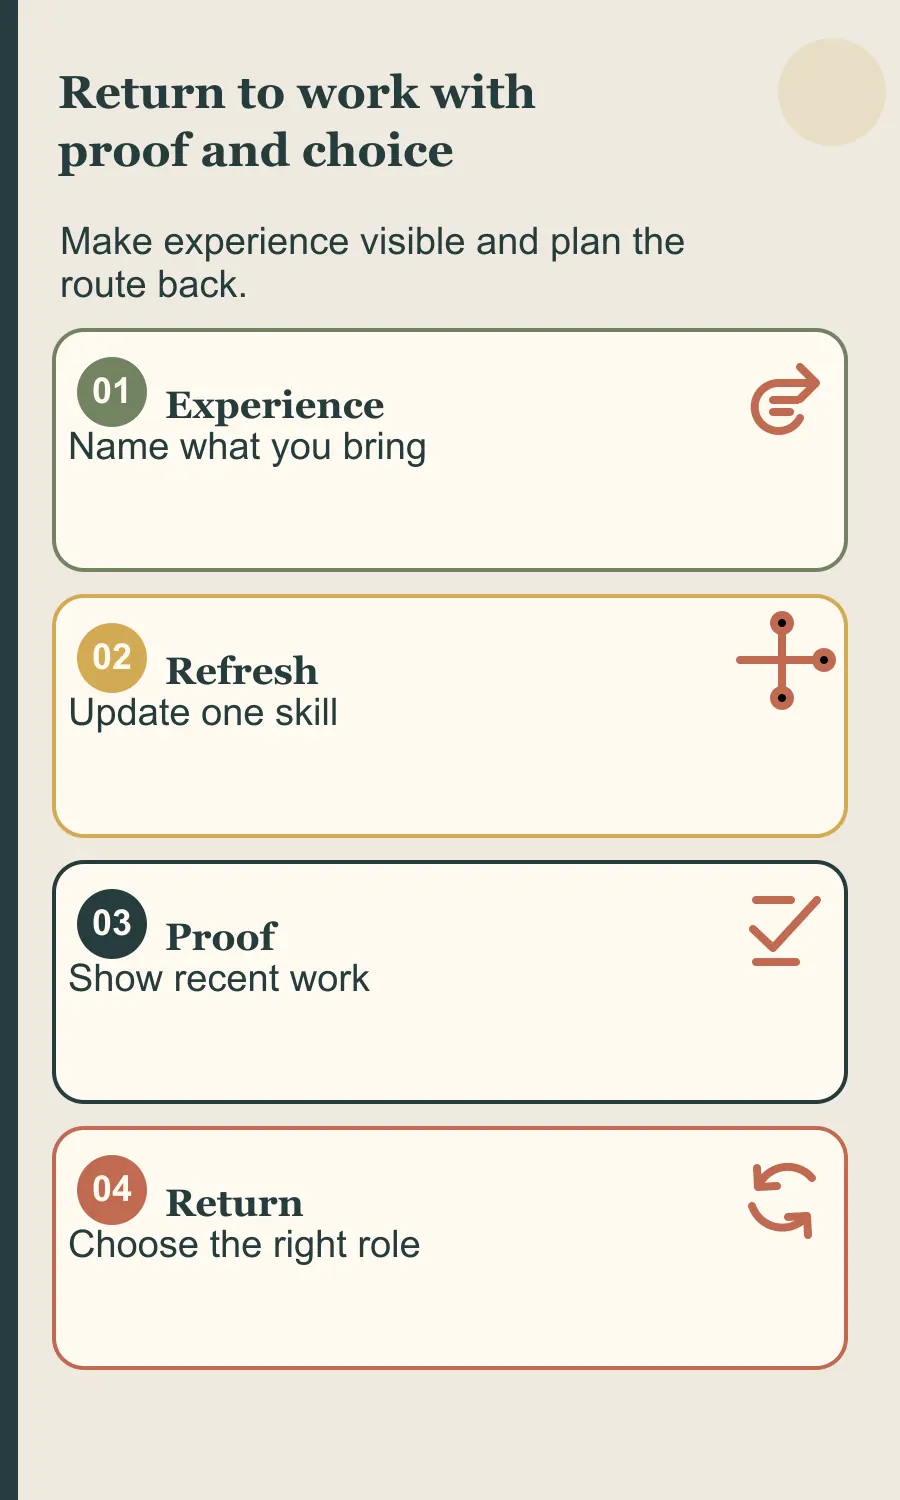 Return to work with
proof and choice
Make experience visible and plan the
route back.
01
Experience
Name what you bring
02
Refresh
Update one skill
03
Proof
Show recent work
04
Return
Choose the right role